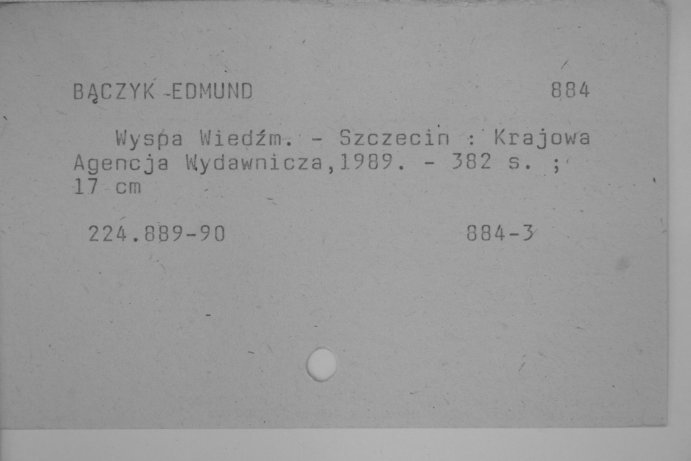 BĄCZYK EDMUND 884
Wyspa Wiedźm. - Szczecin : Krajowa
Agencja Wydawnicza,1989. - 382 s. ;
17 cm
224.889-90 884-3